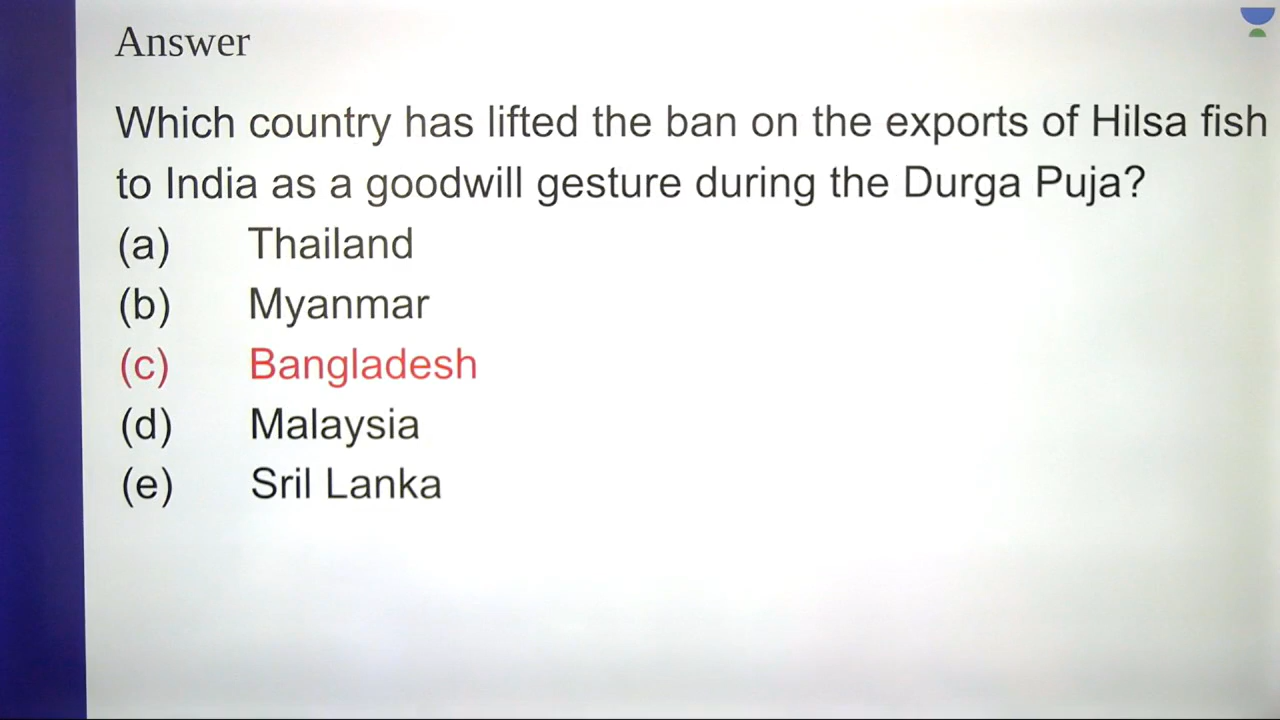 Answer
Which country has lifted the ban on the exports of Hilsa fish
to India as a goodwill gesture during the Durga Puja?
(a) Thailand
(b) Myanmar
(c) Bangladesh
(d) Malaysia
(e) Sril Lanka